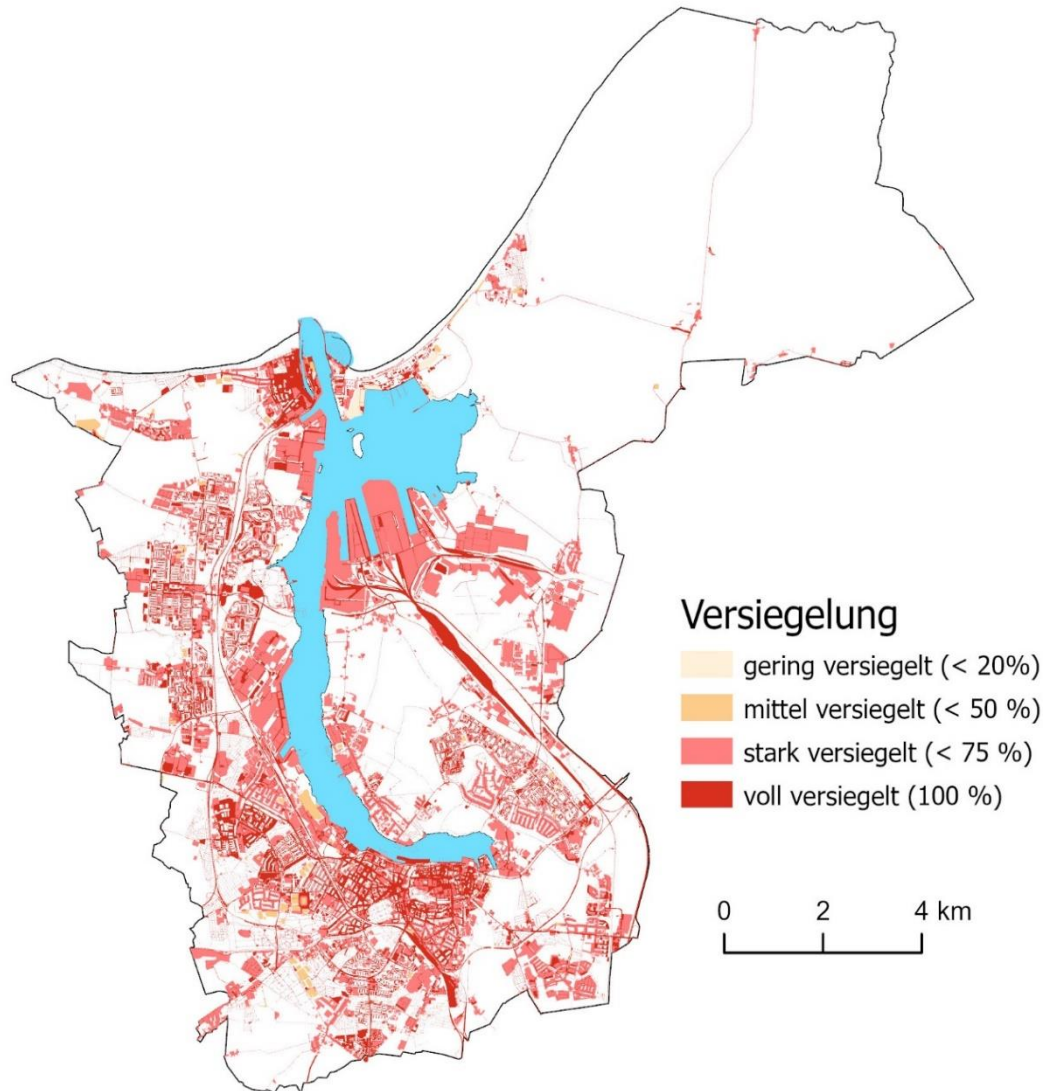 Versiegelung
gering versiegelt (< 20%)
mittel versiegelt (< 50 %)
stark versiegelt (< 75 %)
voll versiegelt (100 %)
0 2 4 km